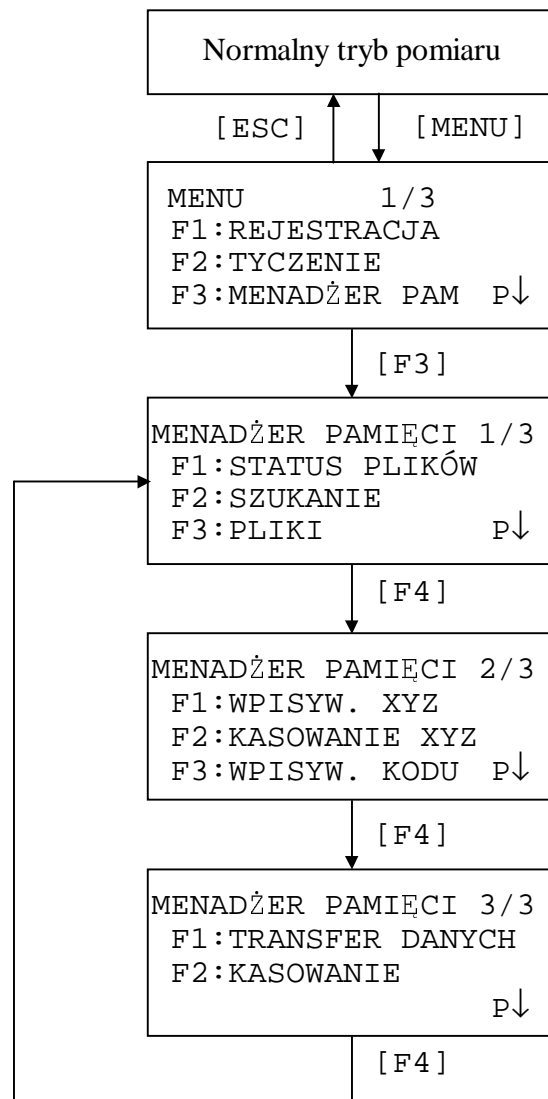 Normalny tryb pomiaru
[ESC] [MENU]
MENU 1/3
F1:REJESTRACJA
F2:TYCZENIE
F3:MENADŻER PAM P↓
[F3]
MENADŻER PAMIĘCI 1/3
F1:STATUS PLIKÓW
F2:SZUKANIE
F3:PLIKI P↓
[F4]
MENADŻER PAMIĘCI 2/3
F1:WPISYW. XYZ
F2:KASOWANIE XYZ
F3:WPISYW. KODU P↓
[F4]
MENADŻER PAMIĘCI 3/3
F1:TRANSFER DANYCH
F2:KASOWANIE
P↓
[F4]